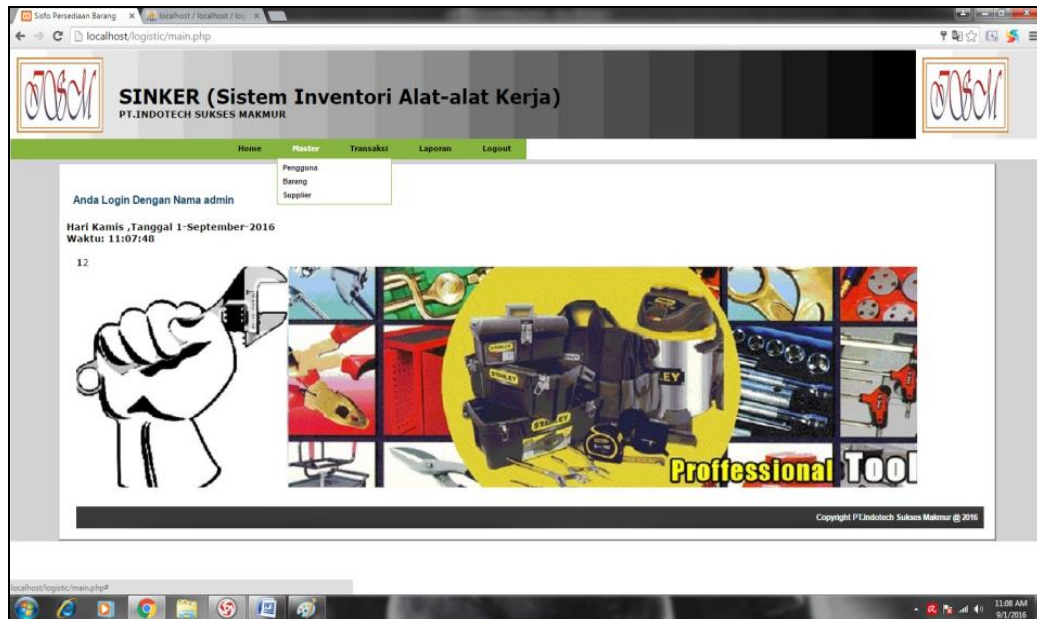 Sisfo Persediaan Barang
localhost / localhost / log
localhost/logistic/main.php
SINKER (Sistem Inventori Alat-alat Kerja)
PT.INDOTECH SUKSES MAKMUR
Home Master Transaksi Laporan Logout
Pengguna
Barang
Supplier
Anda Login Dengan Nama admin
Hari Kamis ,Tanggal 1-September-2016
Waktu: 11:07:48
12
STANLEY
STANLEY
STANLEY
LEY
Proffessional TOOL
Copyright PT.Indotech Sukses Makmur @ 2016
localhost/logistic/main.php#
11:08 AM
9/1/2016